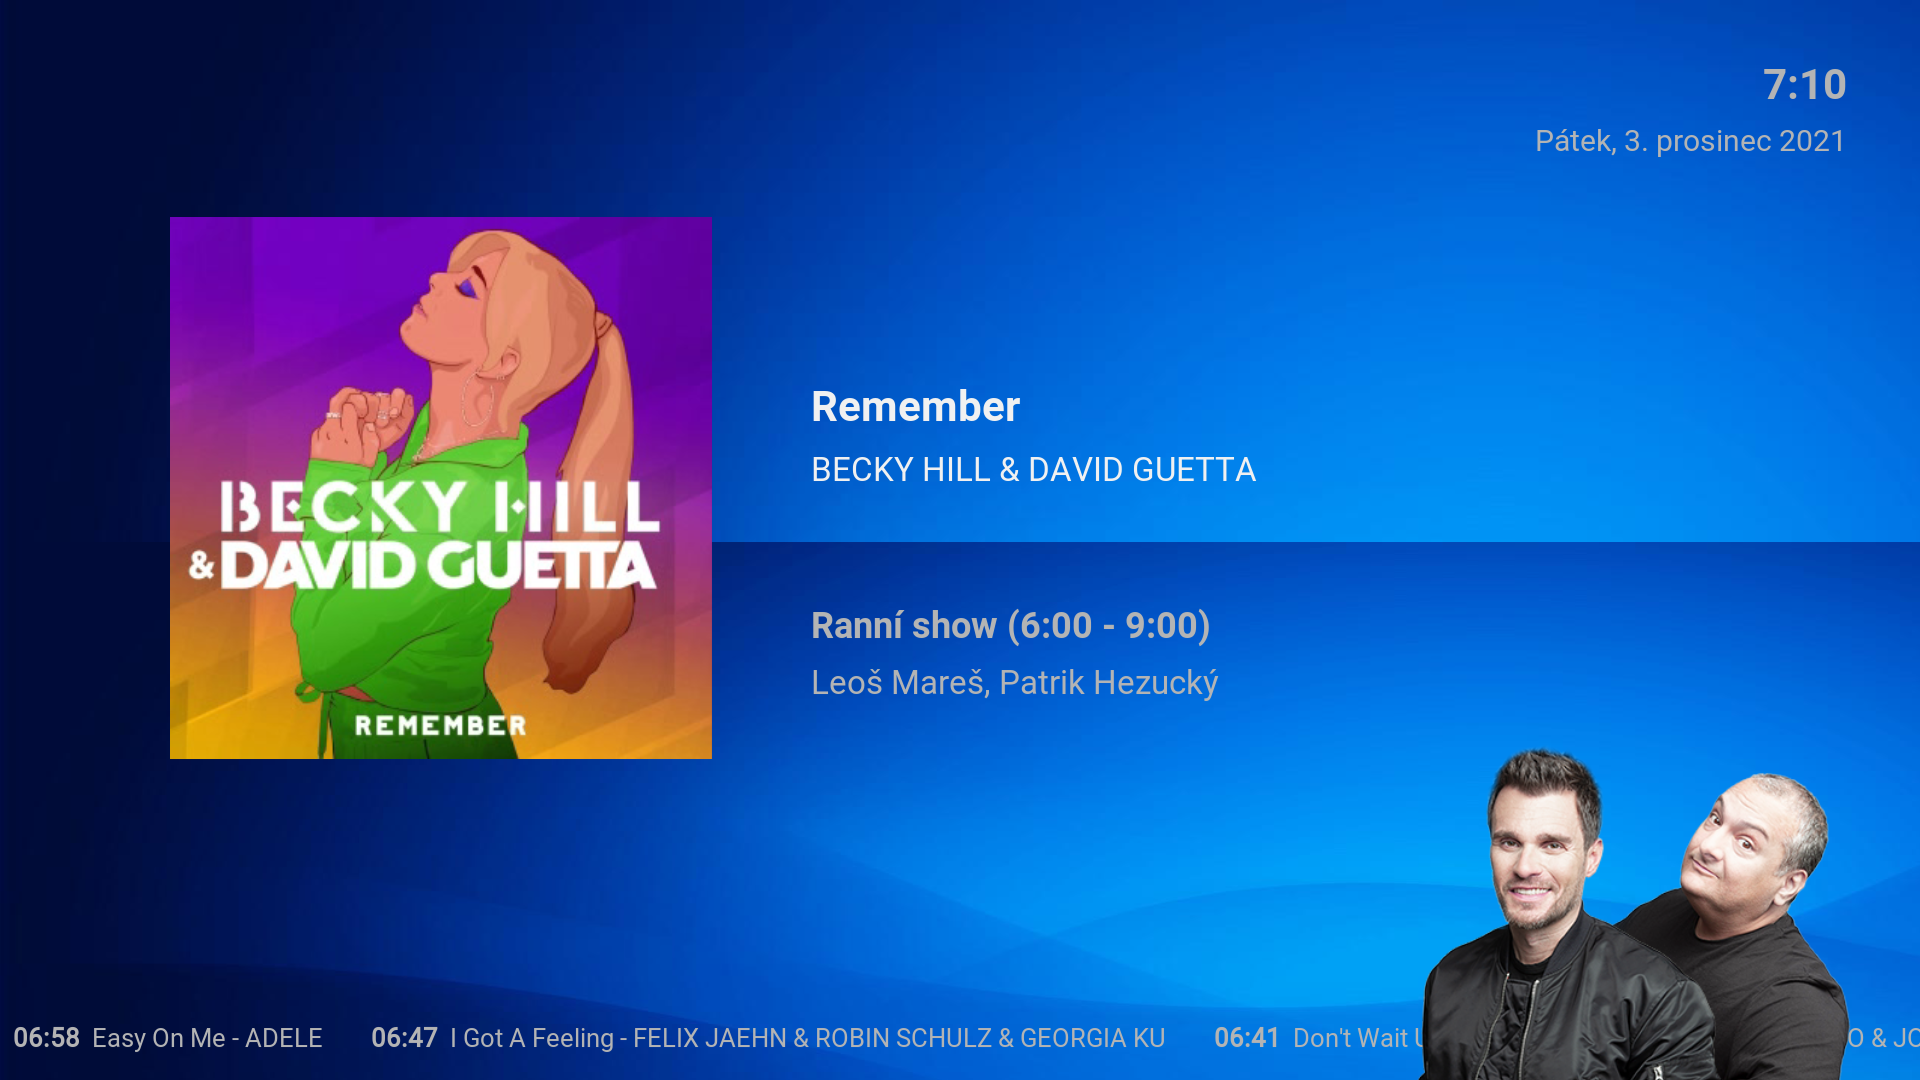 7:10
Pátek, 3. prosinec 2021
BECKY HILL
& DAVID GUETTA
REMEMBER
Remember
BECKY HILL & DAVID GUETTA
Ranní show (6:00 - 9:00)
Leoš Mareš, Patrik Hezucký
06:58 Easy On Me - ADELE 06:47 I Got A Feeling - FELIX JAEHN & ROBIN SCHULZ & GEORGIA KU 06:41 Don't Wait